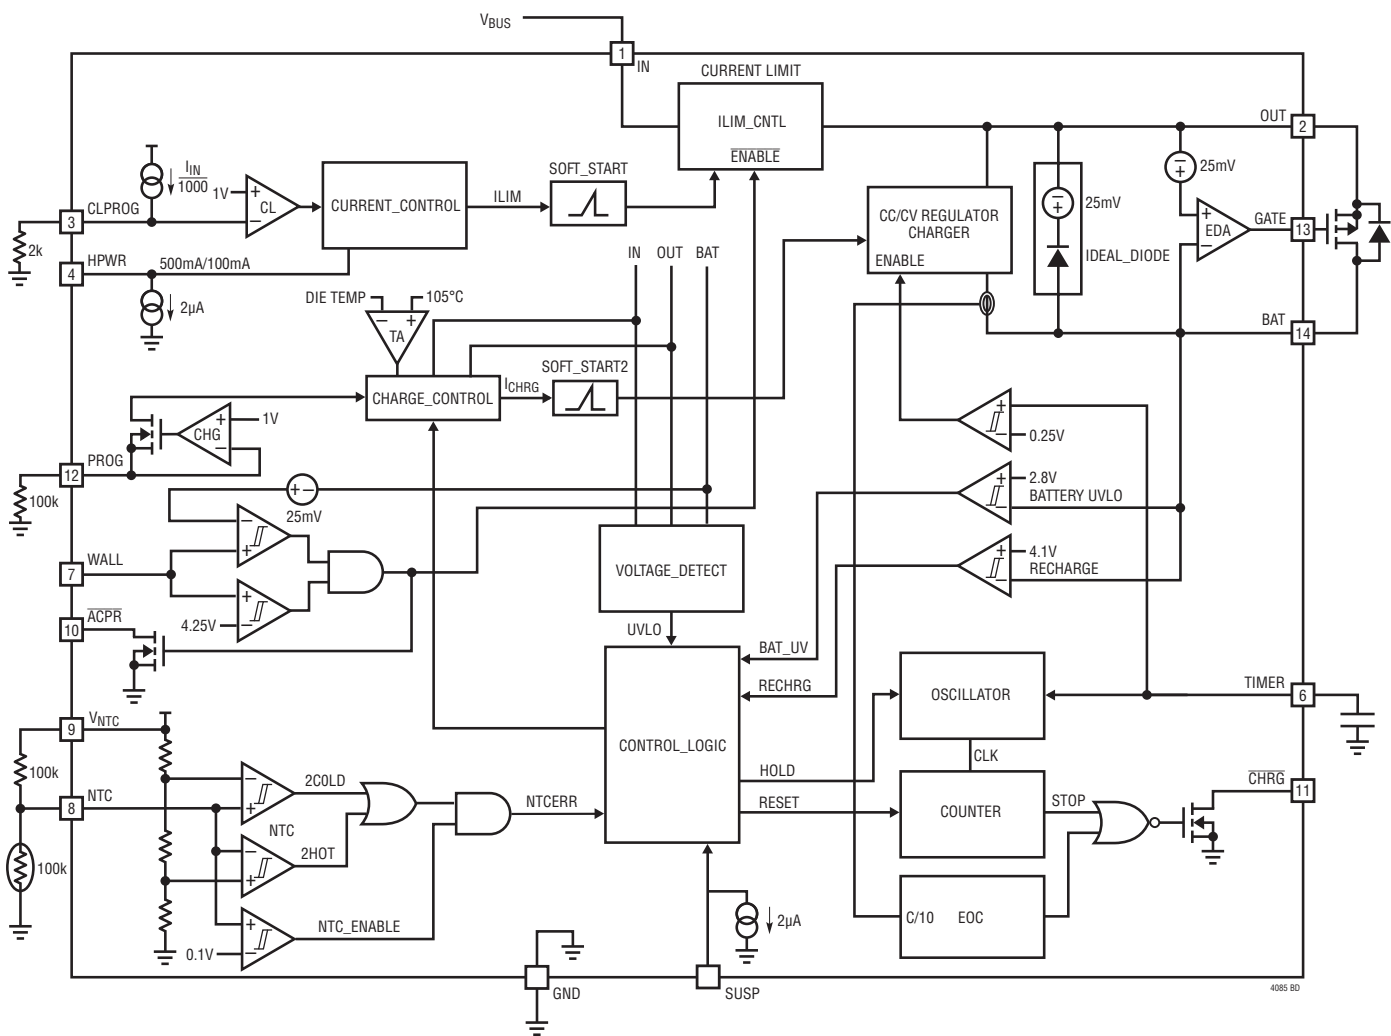 VBUS
1
IN
CURRENT LIMIT
ILIM_CNTL
ENABLE
OUT
2
IIN
1000
1V
+
CL
−
CLPROG
3
2k
CURRENT_CONTROL
ILIM
SOFT_START
HPWR
4
500mA/100mA
2µA
CC/CV REGULATOR
CHARGER
ENABLE
−
+
25mV
IDEAL_DIODE
−
+
25mV
+
EDA
−
GATE
13
BAT
14
IN
OUT
BAT
DIE TEMP
105°C
−
+
TA
CHARGE_CONTROL
ICHRG
SOFT_START2
+
1V
CHG
−
PROG
12
100k
+ −
25mV
−
+
WALL
7
+
4.25V
−
ACPR
10
VOLTAGE_DETECT
UVLO
+
0.25V
−
+
2.8V
BATTERY UVLO
−
+
4.1V
RECHARGE
−
BAT_UV
RECHRG
CONTROL_LOGIC
HOLD
RESET
OSCILLATOR
CLK
COUNTER
STOP
C/10
EOC
TIMER
6
CHRG
11
VNTC
9
100k
NTC
8
100k
−
+
2C0LD
NTC
−
+
2HOT
+
0.1V
−
NTC_ENABLE
NTCERR
2µA
GND
SUSP
4085 BD